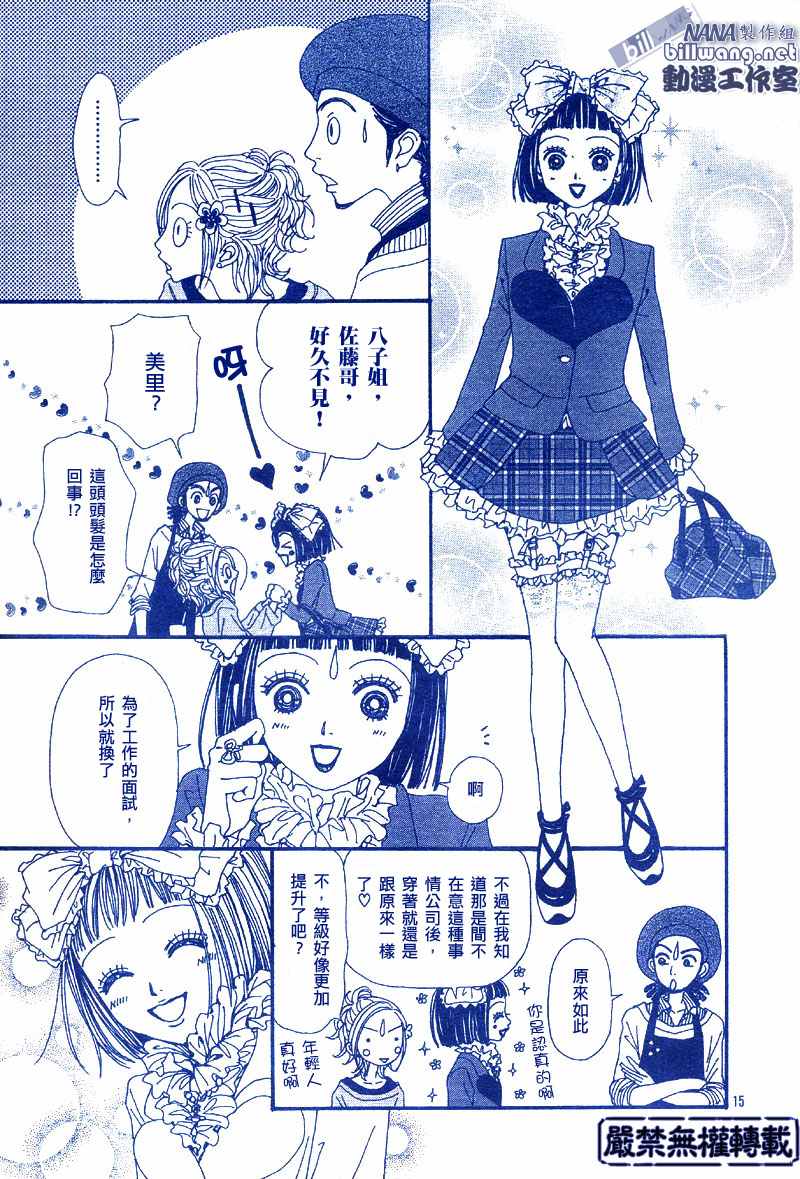 bill
NANA製作組
billwang.net
動漫工作室
………
八子姐，
佐藤哥，
好久不見！
呀
美里？
這頭頭髮是怎麼
回事!?
啊
為了工作的面試，
所以就換了
原來如此
不過在我知
道那是間不
在意這種事
情公司後，
穿著就還是
跟原來一樣
了♡
你是認真的啊
不，等級好像更加
提升了吧？
年輕人
真好啊
15
嚴禁無權轉載